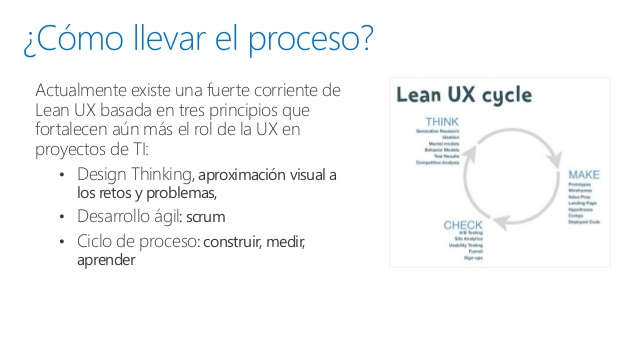 ¿Cómo llevar el proceso?
Actualmente existe una fuerte corriente de
Lean UX basada en tres principios que
fortalecen aún más el rol de la UX en
proyectos de TI:
• Design Thinking, aproximación visual a
los retos y problemas,
• Desarrollo ágil: scrum
• Ciclo de proceso: construir, medir,
aprender
Lean UX cycle
THINK
Generative Research
Ideation
Mental models
Behavior Models
Test Results
Competitive Analysis
MAKE
Prototypes
Wireframes
Value Prop
Landing Page
Hypotheses
Comps
Deployed Code
CHECK
A/B Testing
Site Analytics
Usability Testing
Funnel
Sign-ups